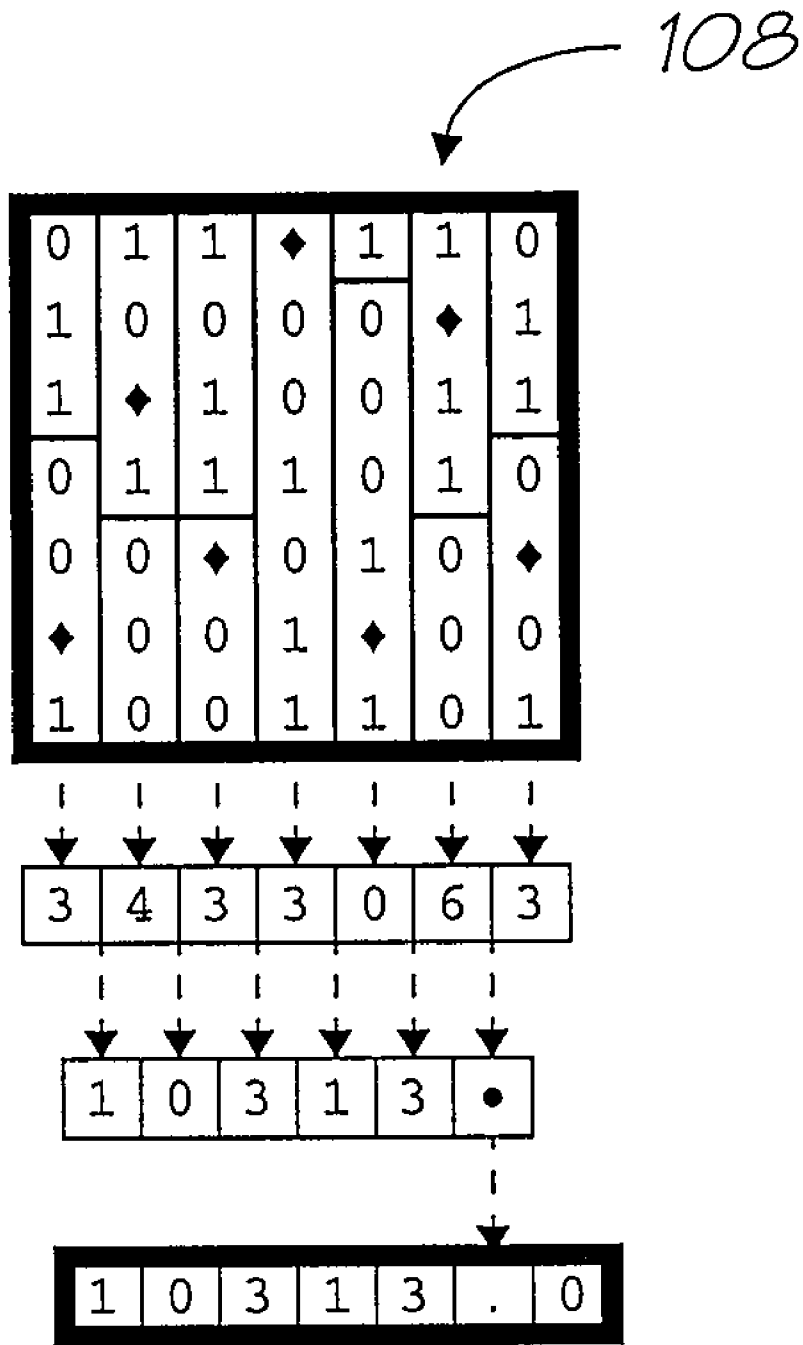 108
0 1 1 ♦ 1 1 0
1 0 0 0 0 ♦ 1
1 ♦ 1 0 0 1 1
0 1 1 1 0 1 0
0 0 ♦ 0 1 0 ♦
♦ 0 0 1 ♦ 0 0
1 0 0 1 1 0 1
3 4 3 3 0 6 3
1 0 3 1 3 •
1 0 3 1 3 . 0